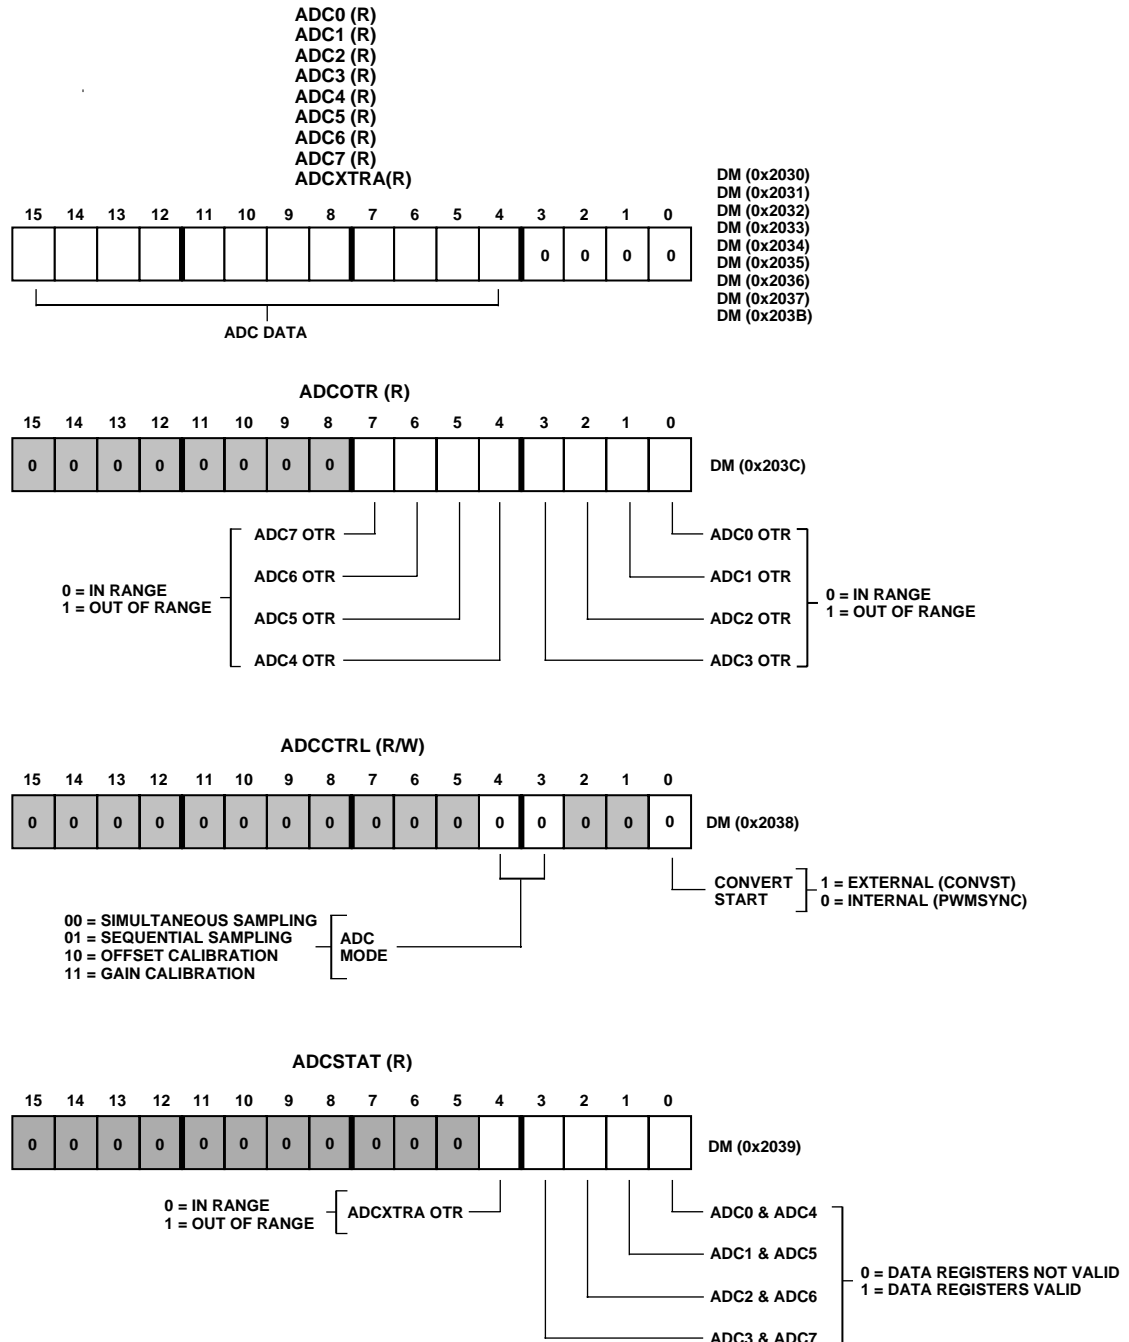 ADC0 (R)
ADC1 (R)
ADC2 (R)
ADC3 (R)
ADC4 (R)
ADC5 (R)
ADC6 (R)
ADC7 (R)
ADCXTRA(R)
15 14 13 12 11 10 9 8 7 6 5 4 3 2 1 0
0 0 0 0
DM (0x2030)
DM (0x2031)
DM (0x2032)
DM (0x2033)
DM (0x2034)
DM (0x2035)
DM (0x2036)
DM (0x2037)
DM (0x203B)
ADC DATA
ADCOTR (R)
15 14 13 12 11 10 9 8 7 6 5 4 3 2 1 0
0 0 0 0 0 0 0 0
DM (0x203C)
0 = IN RANGE
1 = OUT OF RANGE
ADC7 OTR
ADC6 OTR
ADC5 OTR
ADC4 OTR
ADC0 OTR
ADC1 OTR
ADC2 OTR
ADC3 OTR
0 = IN RANGE
1 = OUT OF RANGE
ADCCTRL (R/W)
15 14 13 12 11 10 9 8 7 6 5 4 3 2 1 0
0 0 0 0 0 0 0 0 0 0 0 0 0 0 0 0
DM (0x2038)
CONVERT
START
1 = EXTERNAL (CONVST)
0 = INTERNAL (PWMSYNC)
00 = SIMULTANEOUS SAMPLING
01 = SEQUENTIAL SAMPLING
10 = OFFSET CALIBRATION
11 = GAIN CALIBRATION
ADC
MODE
ADCSTAT (R)
15 14 13 12 11 10 9 8 7 6 5 4 3 2 1 0
0 0 0 0 0 0 0 0 0 0 0
DM (0x2039)
0 = IN RANGE
1 = OUT OF RANGE
ADCXTRA OTR
ADC0 & ADC4
ADC1 & ADC5
ADC2 & ADC6
ADC3 & ADC7
0 = DATA REGISTERS NOT VALID
1 = DATA REGISTERS VALID